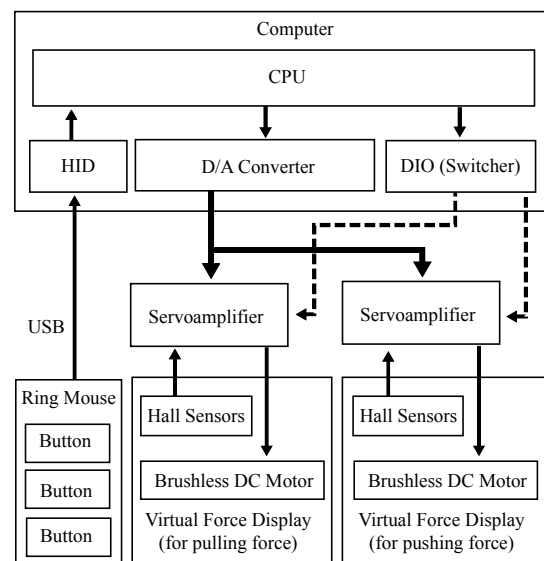 Computer
CPU
HID
D/A Converter
DIO (Switcher)
USB
Servoamplifier
Servoamplifier
Ring Mouse
Button
Button
Button
Hall Sensors
Brushless DC Motor
Virtual Force Display
(for pulling force)
Hall Sensors
Brushless DC Motor
Virtual Force Display
(for pushing force)